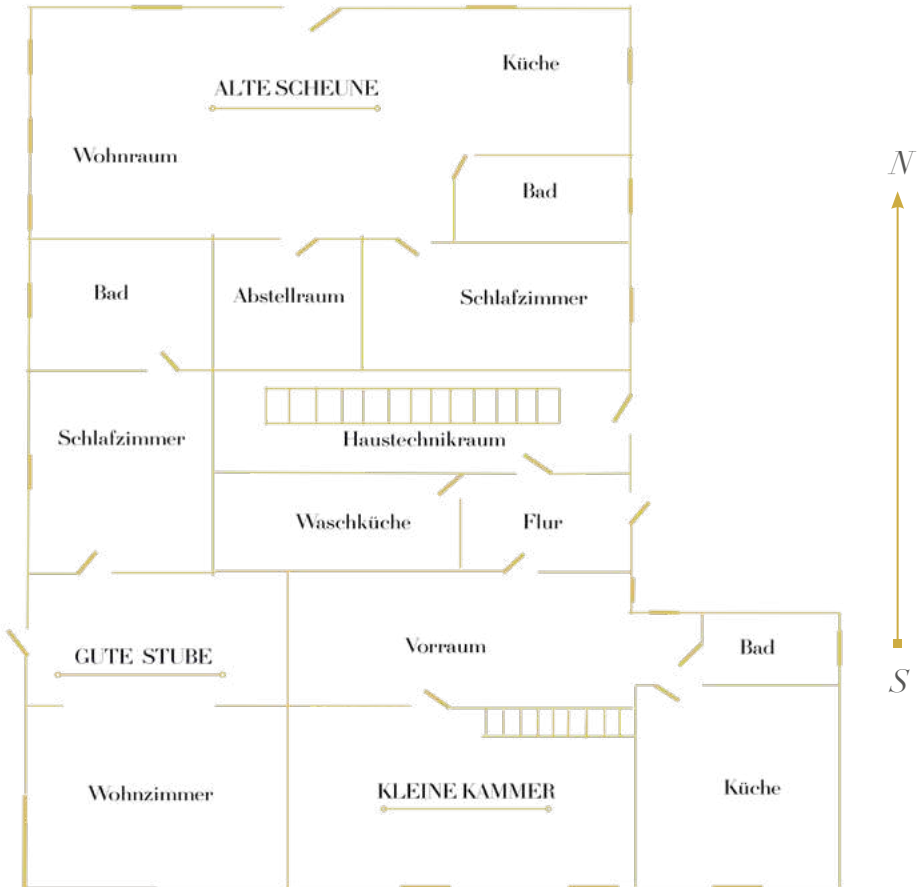 Küche
ALTE SCHEUNE
Wohnraum
N
Bad
Bad
Abstellraum
Schlafzimmer
Schlafzimmer
Haustechnikraum
Waschküche
Flur
Vorraum
Bad
GUTE STUBE
S
Wohnzimmer
KLEINE KAMMER
Küche